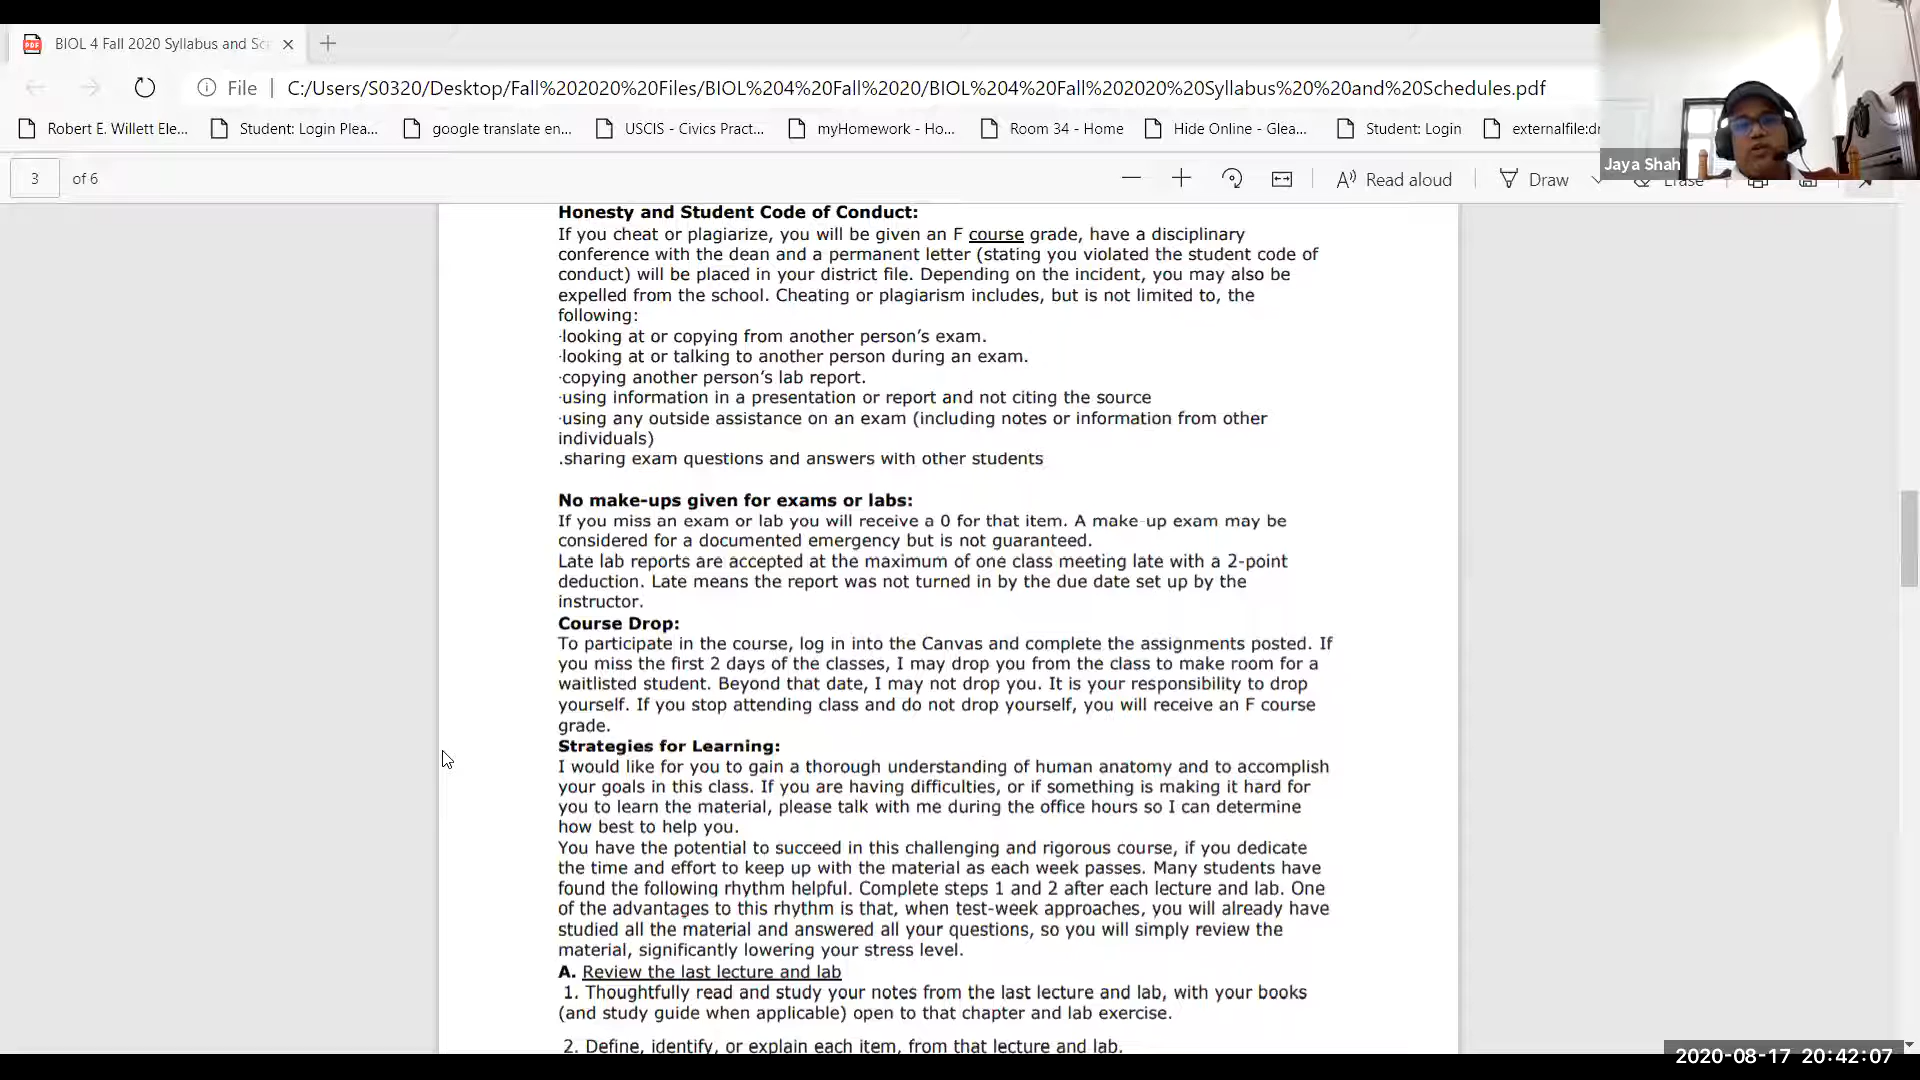 BIOL 4 Fall 2020 Syllabus and Sc
File
C:/Users/S0320/Desktop/Fall%202020%20Files/BIOL%204%20Fall%2020/BIOL%204%20Fall%202020%20Syllabus%20%20and%20Schedules.pdf
Robert E. Willett Ele...
Student: Login Plea...
google translate en...
USCIS - Civics Pract...
myHomework - Ho...
Room 34 - Home
Hide Online - Glea...
Student: Login
externalfile:dr
Jaya Shah
3 of 6
Read aloud
Draw
Erase
Honesty and Student Code of Conduct:
If you cheat or plagiarize, you will be given an F course grade, have a disciplinary
conference with the dean and a permanent letter (stating you violated the student code of
conduct) will be placed in your district file. Depending on the incident, you may also be
expelled from the school. Cheating or plagiarism includes, but is not limited to, the
following:
·looking at or copying from another person’s exam.
·looking at or talking to another person during an exam.
·copying another person’s lab report.
·using information in a presentation or report and not citing the source
·using any outside assistance on an exam (including notes or information from other
individuals)
.sharing exam questions and answers with other students
No make-ups given for exams or labs:
If you miss an exam or lab you will receive a 0 for that item. A make-up exam may be
considered for a documented emergency but is not guaranteed.
Late lab reports are accepted at the maximum of one class meeting late with a 2-point
deduction. Late means the report was not turned in by the due date set up by the
instructor.
Course Drop:
To participate in the course, log in into the Canvas and complete the assignments posted. If
you miss the first 2 days of the classes, I may drop you from the class to make room for a
waitlisted student. Beyond that date, I may not drop you. It is your responsibility to drop
yourself. If you stop attending class and do not drop yourself, you will receive an F course
grade.
Strategies for Learning:
I would like for you to gain a thorough understanding of human anatomy and to accomplish
your goals in this class. If you are having difficulties, or if something is making it hard for
you to learn the material, please talk with me during the office hours so I can determine
how best to help you.
You have the potential to succeed in this challenging and rigorous course, if you dedicate
the time and effort to keep up with the material as each week passes. Many students have
found the following rhythm helpful. Complete steps 1 and 2 after each lecture and lab. One
of the advantages to this rhythm is that, when test-week approaches, you will already have
studied all the material and answered all your questions, so you will simply review the
material, significantly lowering your stress level.
A. Review the last lecture and lab
1. Thoughtfully read and study your notes from the last lecture and lab, with your books
(and study guide when applicable) open to that chapter and lab exercise.
2. Define, identify, or explain each item, from that lecture and lab.
2020-08-17 20:42:07